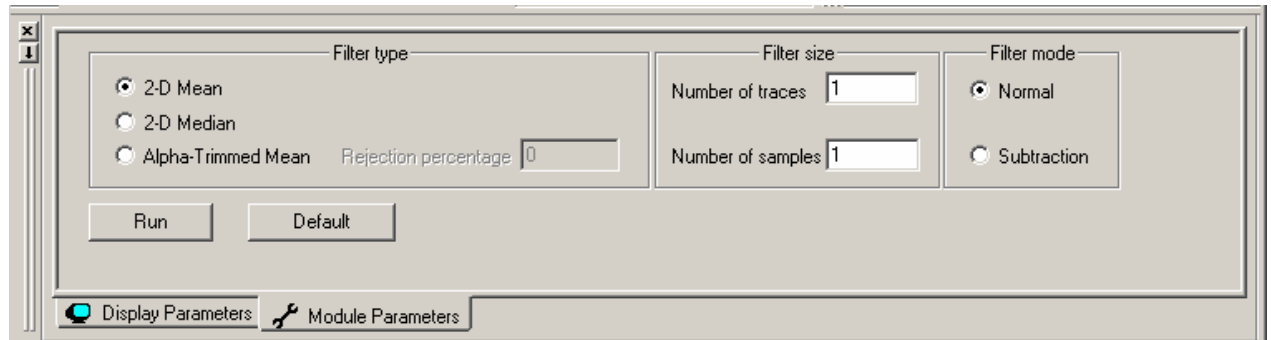 Filter type
2-D Mean
2-D Median
Alpha-Trimmed Mean Rejection percentage 0
Filter size
Number of traces 1
Number of samples 1
Filter mode
Normal
Subtraction
Run Default
Display Parameters Module Parameters